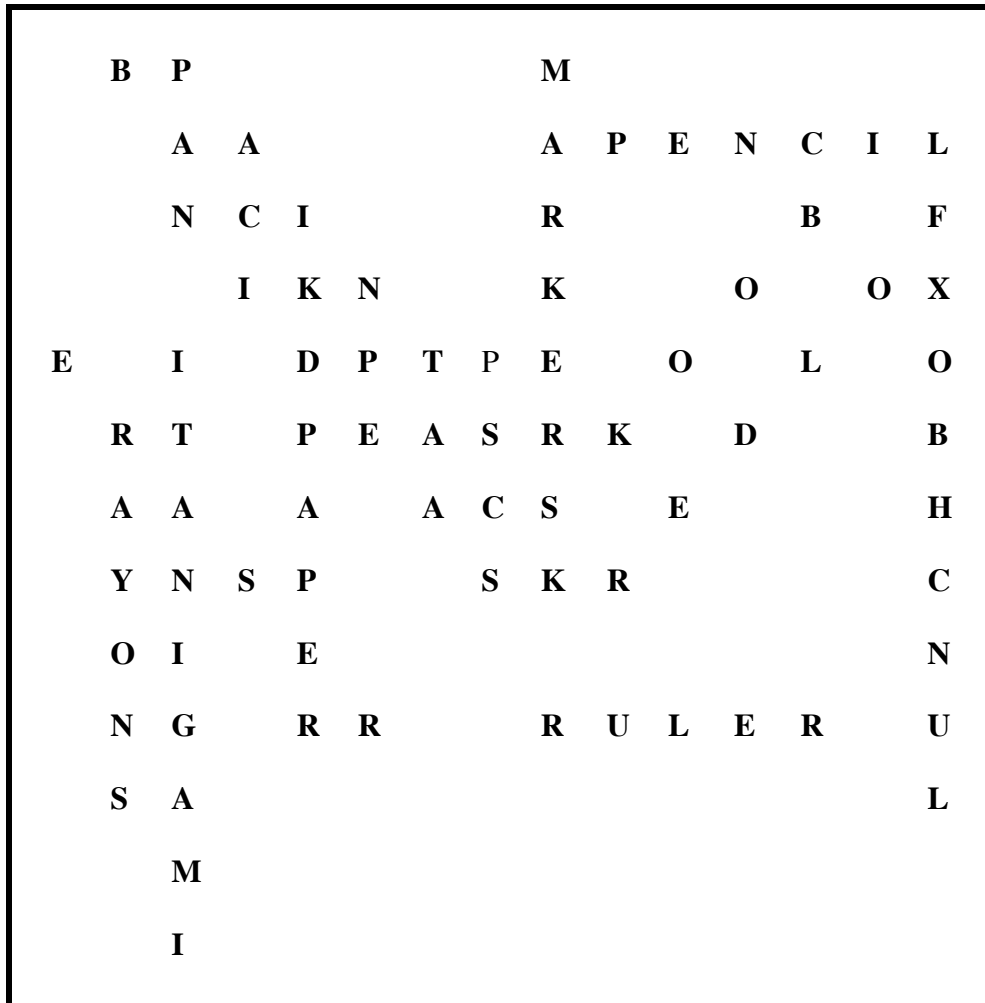 B P M
A A A P E N C I L
N C I R B F
I K N K O O X
E I D P T P E O L O
R T P E A S R K D B
A A A A C S E H
Y N S P S K R C
O I E N
N G R R R U L E R U
S A L
M
I